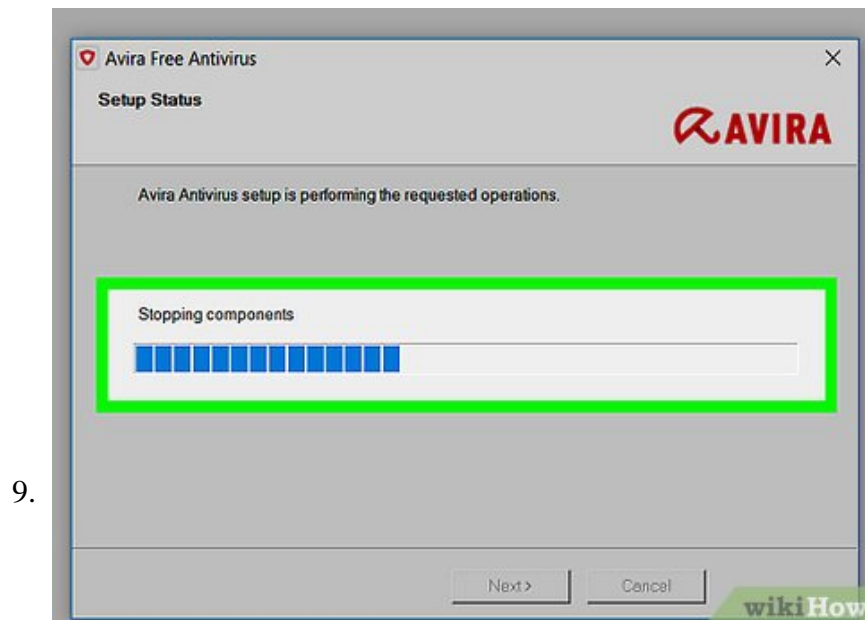 Avira Free Antivirus
Setup Status
AVIRA
Avira Antivirus setup is performing the requested operations.
Stopping components
9.
Next >
Cancel
wikiHow